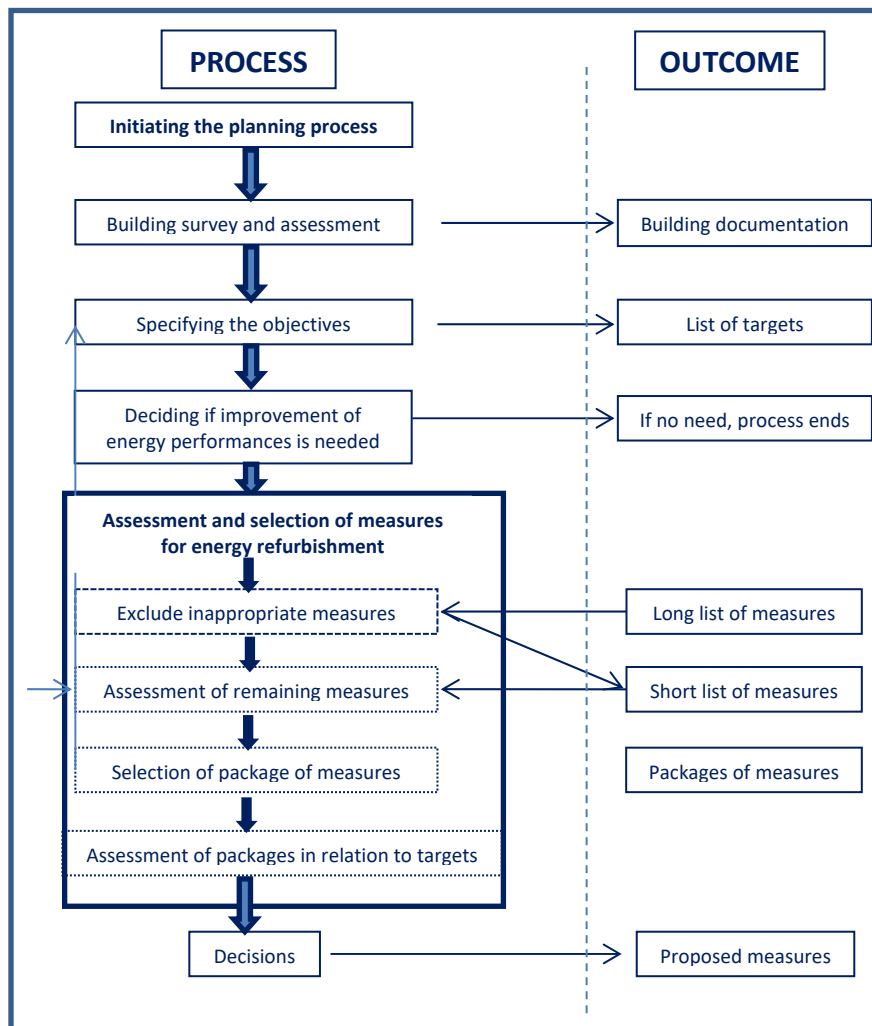 PROCESS
OUTCOME
Initiating the planning process
Building survey and assessment
Building documentation
Specifying the objectives
List of targets
Deciding if improvement of
energy performances is needed
If no need, process ends
Assessment and selection of measures
for energy refurbishment
Exclude inappropriate measures
Long list of measures
Assessment of remaining measures
Short list of measures
Selection of package of measures
Packages of measures
Assessment of packages in relation to targets
Decisions
Proposed measures